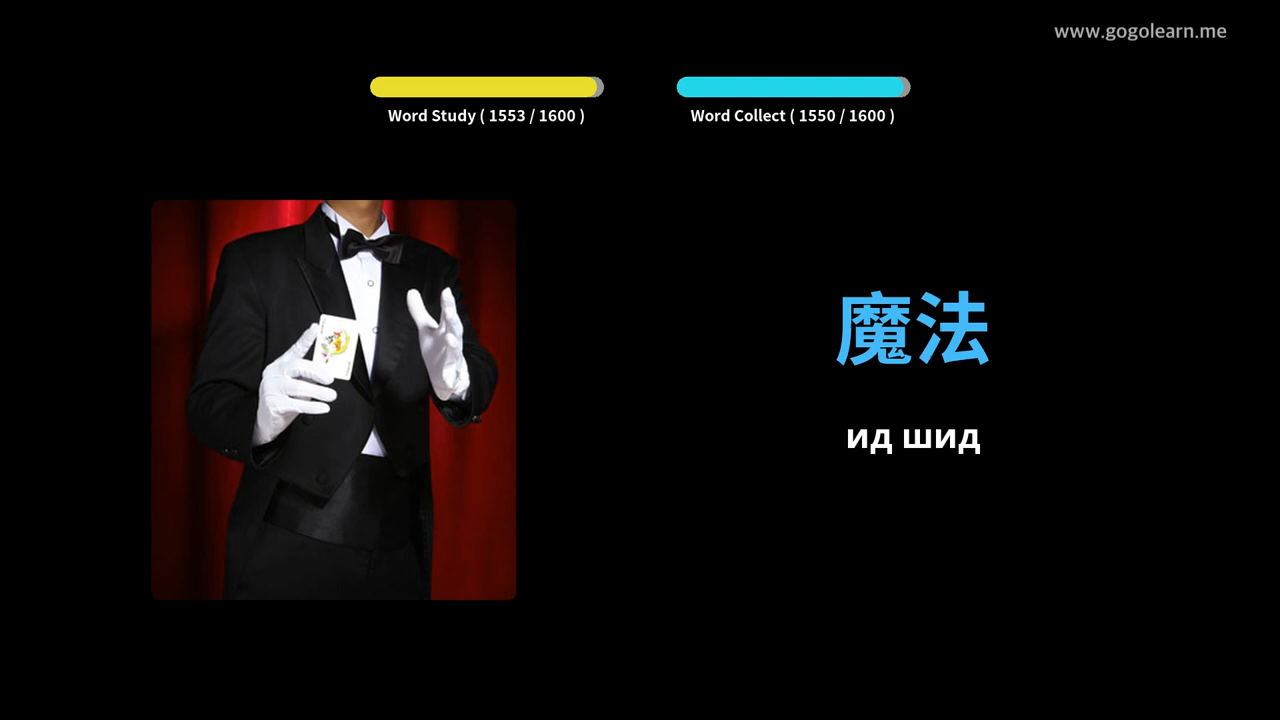 www.gogolearn.me
Word Study ( 1553 / 1600 )
Word Collect ( 1550 / 1600 )
魔法
ид шид